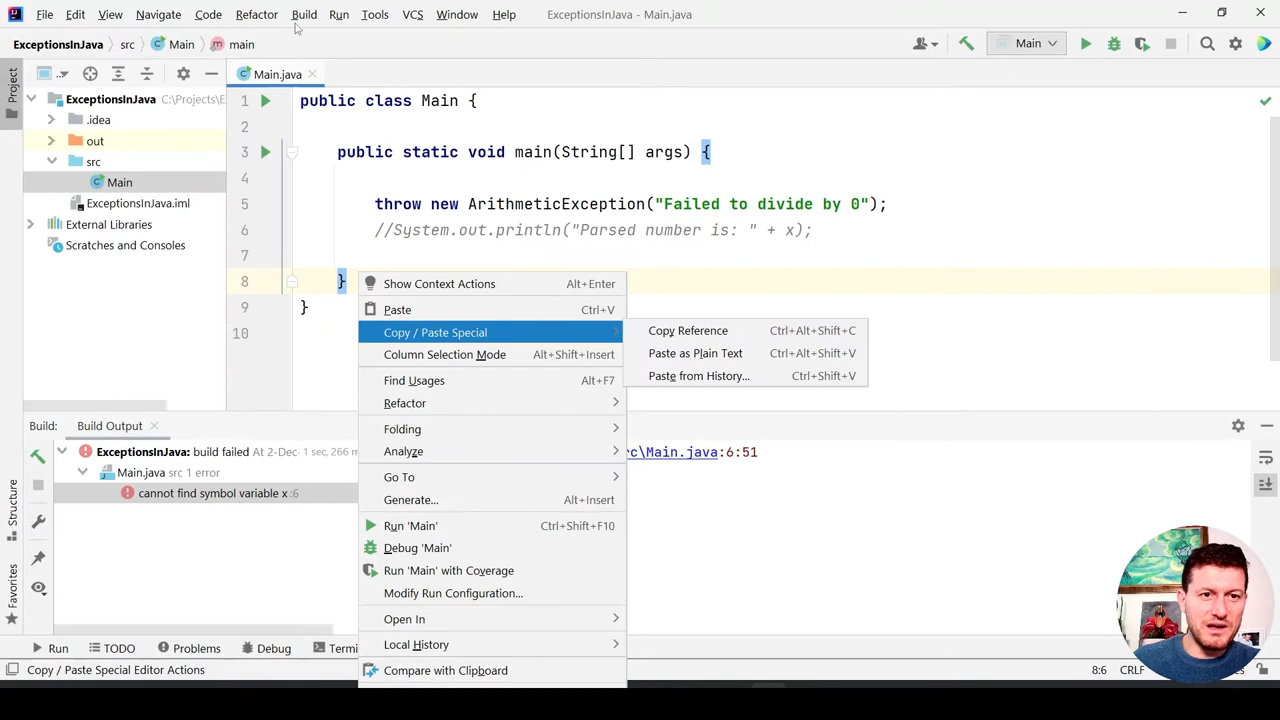 File Edit View Navigate Code Refactor Build Run Tools VCS Window Help ExceptionsInJava - Main.java
ExceptionsInJava src Main main
Main
Project
..
Main.java
ExceptionsInJava C:\Projects\E
.idea
out
src
Main
ExceptionsInJava.iml
External Libraries
Scratches and Consoles
1 public class Main {
2
3 public static void main(String[] args) {
4
5 throw new ArithmeticException("Failed to divide by 0");
6 //System.out.println("Parsed number is: " + x);
7
8 }
9 }
10
Show Context Actions Alt+Enter
Paste Ctrl+V
Copy / Paste Special
Column Selection Mode Alt+Shift+Insert
Find Usages Alt+F7
Refactor
Folding
Analyze
Go To
Generate... Alt+Insert
Run 'Main' Ctrl+Shift+F10
Debug 'Main'
Run 'Main' with Coverage
Modify Run Configuration...
Open In
Local History
Compare with Clipboard
Copy Reference Ctrl+Alt+Shift+C
Paste as Plain Text Ctrl+Alt+Shift+V
Paste from History... Ctrl+Shift+V
Build: Build Output
ExceptionsInJava: build failed At 2-Dec- 1 sec, 266 m
Main.java src 1 error
cannot find symbol variable x :6
rc\Main.java:6:51
Structure
Favorites
Run TODO Problems Debug Termi
Copy / Paste Special Editor Actions 8:6 CRLF